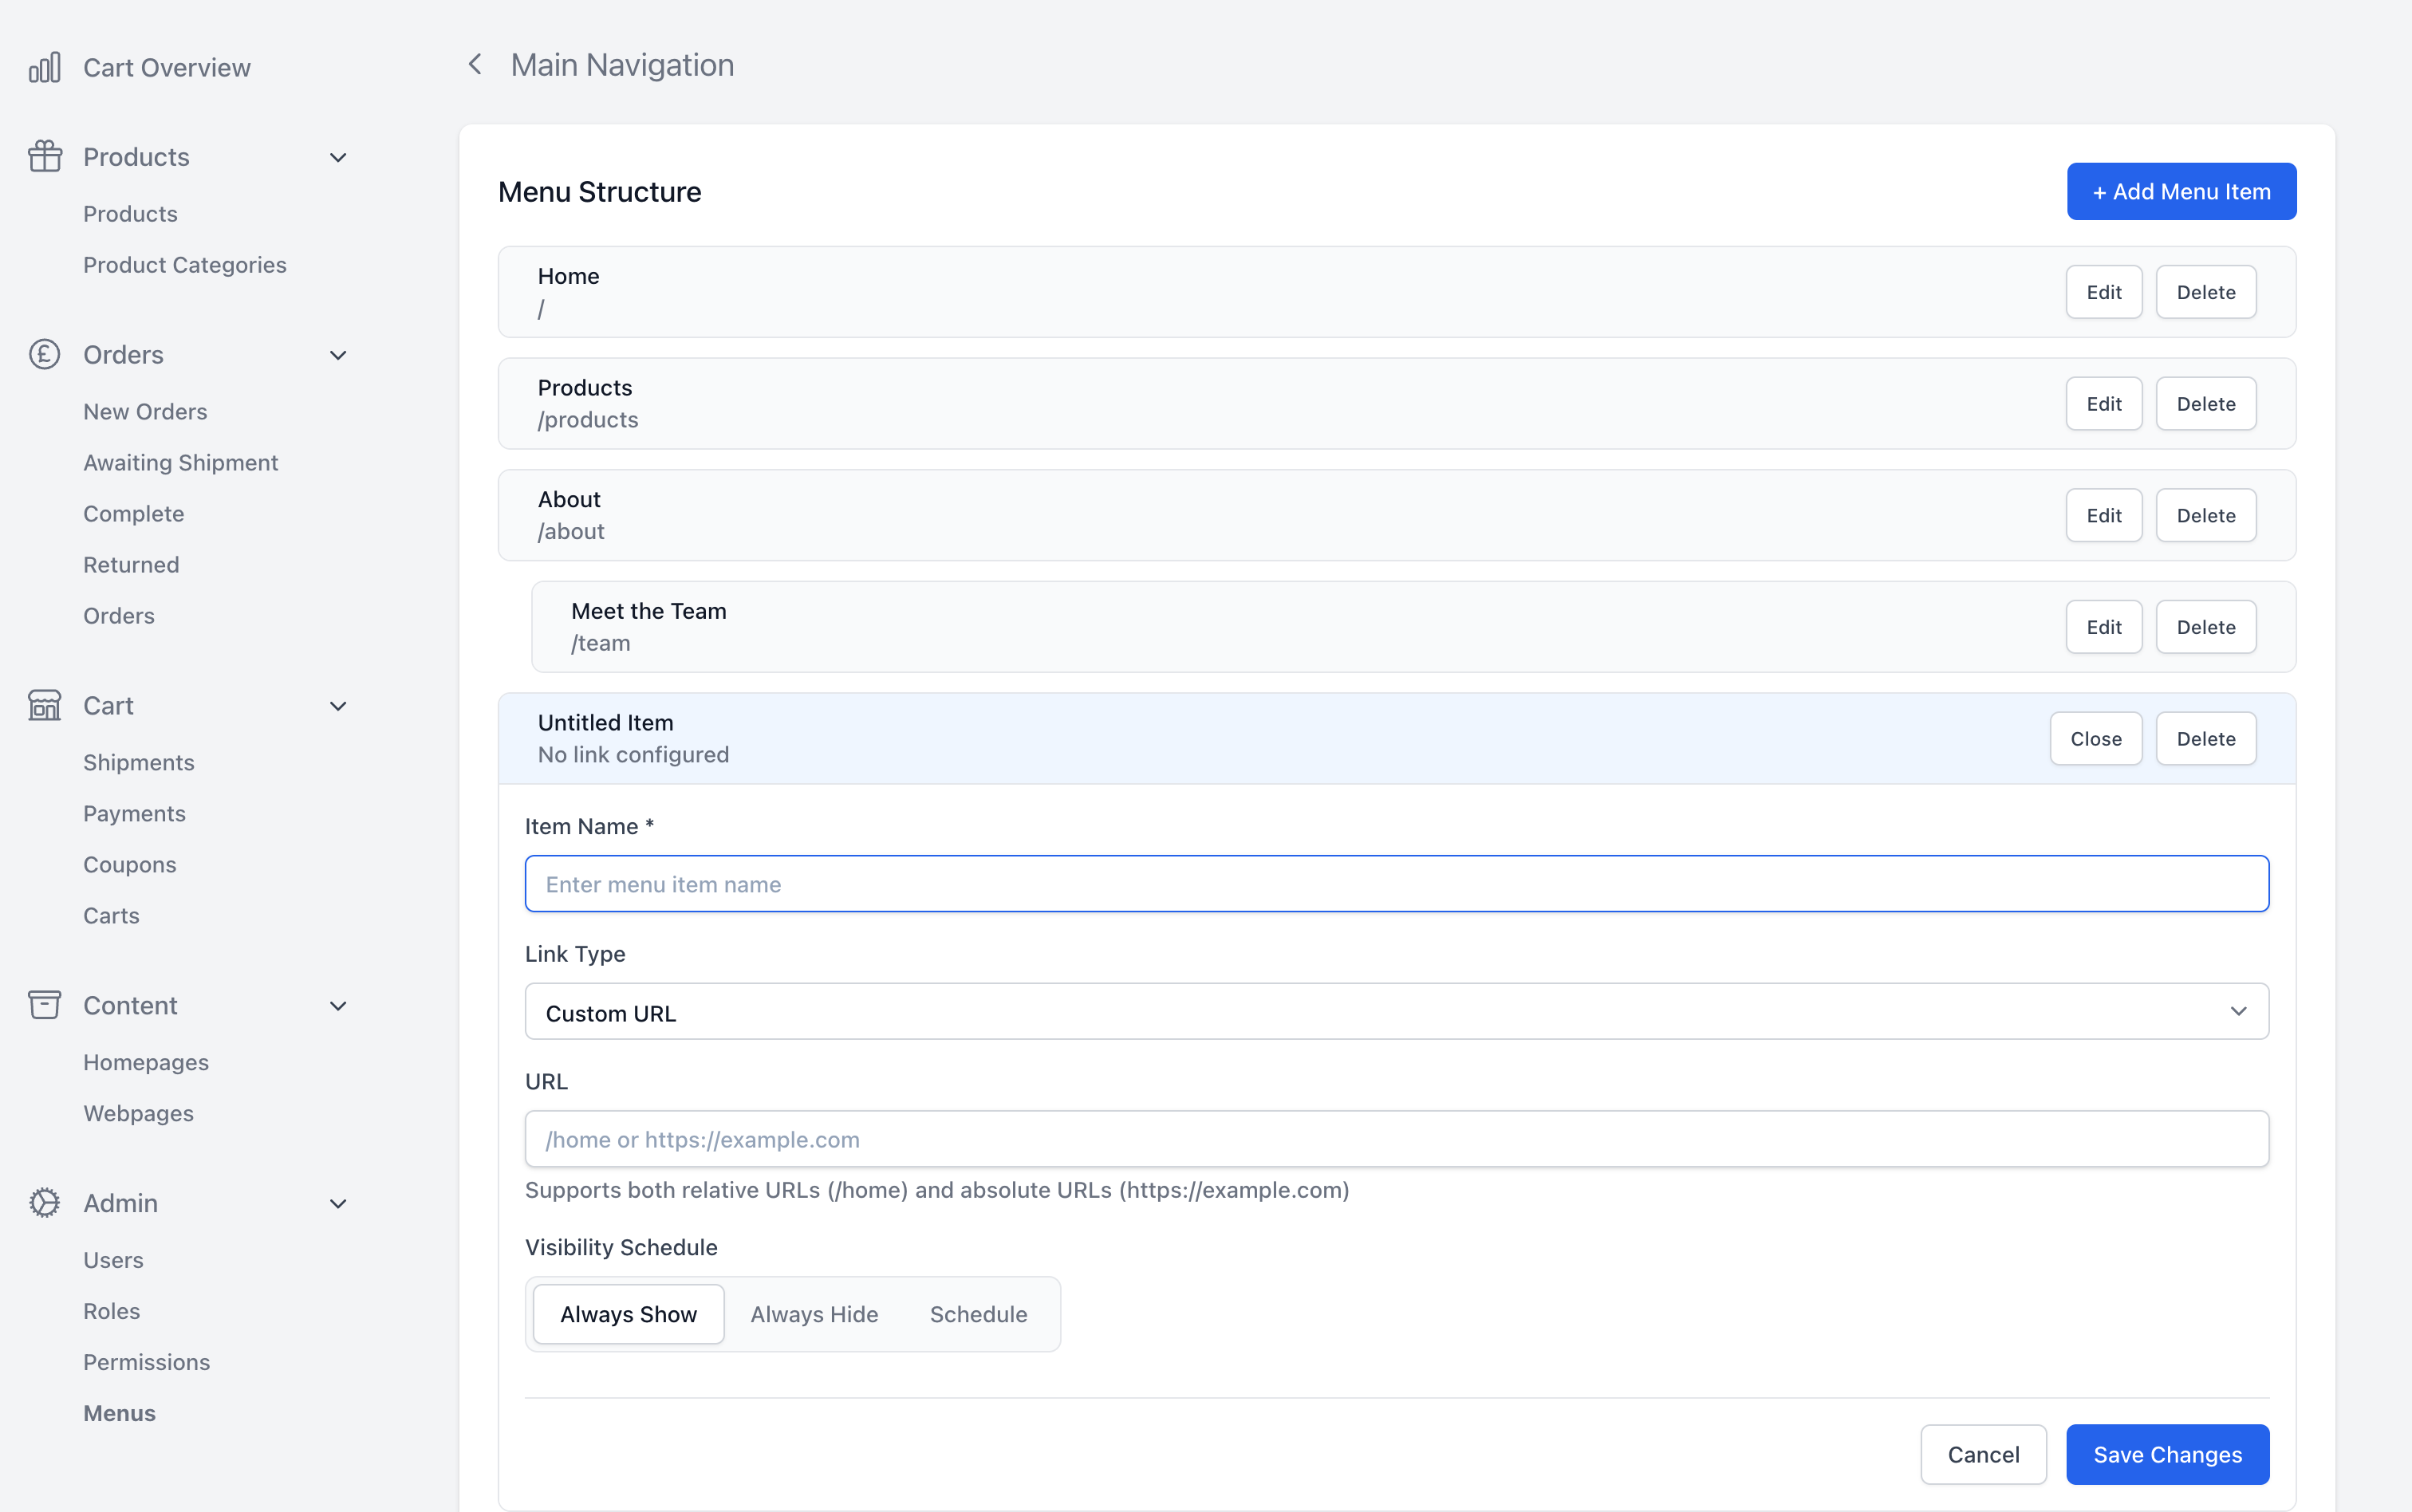 Cart Overview
Products
Products
Product Categories
Orders
New Orders
Awaiting Shipment
Complete
Returned
Orders
Cart
Shipments
Payments
Coupons
Carts
Content
Homepages
Webpages
Admin
Users
Roles
Permissions
Menus
Main Navigation
Menu Structure
+ Add Menu Item
Home
/
Edit Delete
Products
/products
Edit Delete
About
/about
Edit Delete
Meet the Team
/team
Edit Delete
Untitled Item
No link configured
Close Delete
Item Name *
Enter menu item name
Link Type
Custom URL
URL
/home or https://example.com
Supports both relative URLs (/home) and absolute URLs (https://example.com)
Visibility Schedule
Always Show Always Hide Schedule
Cancel Save Changes